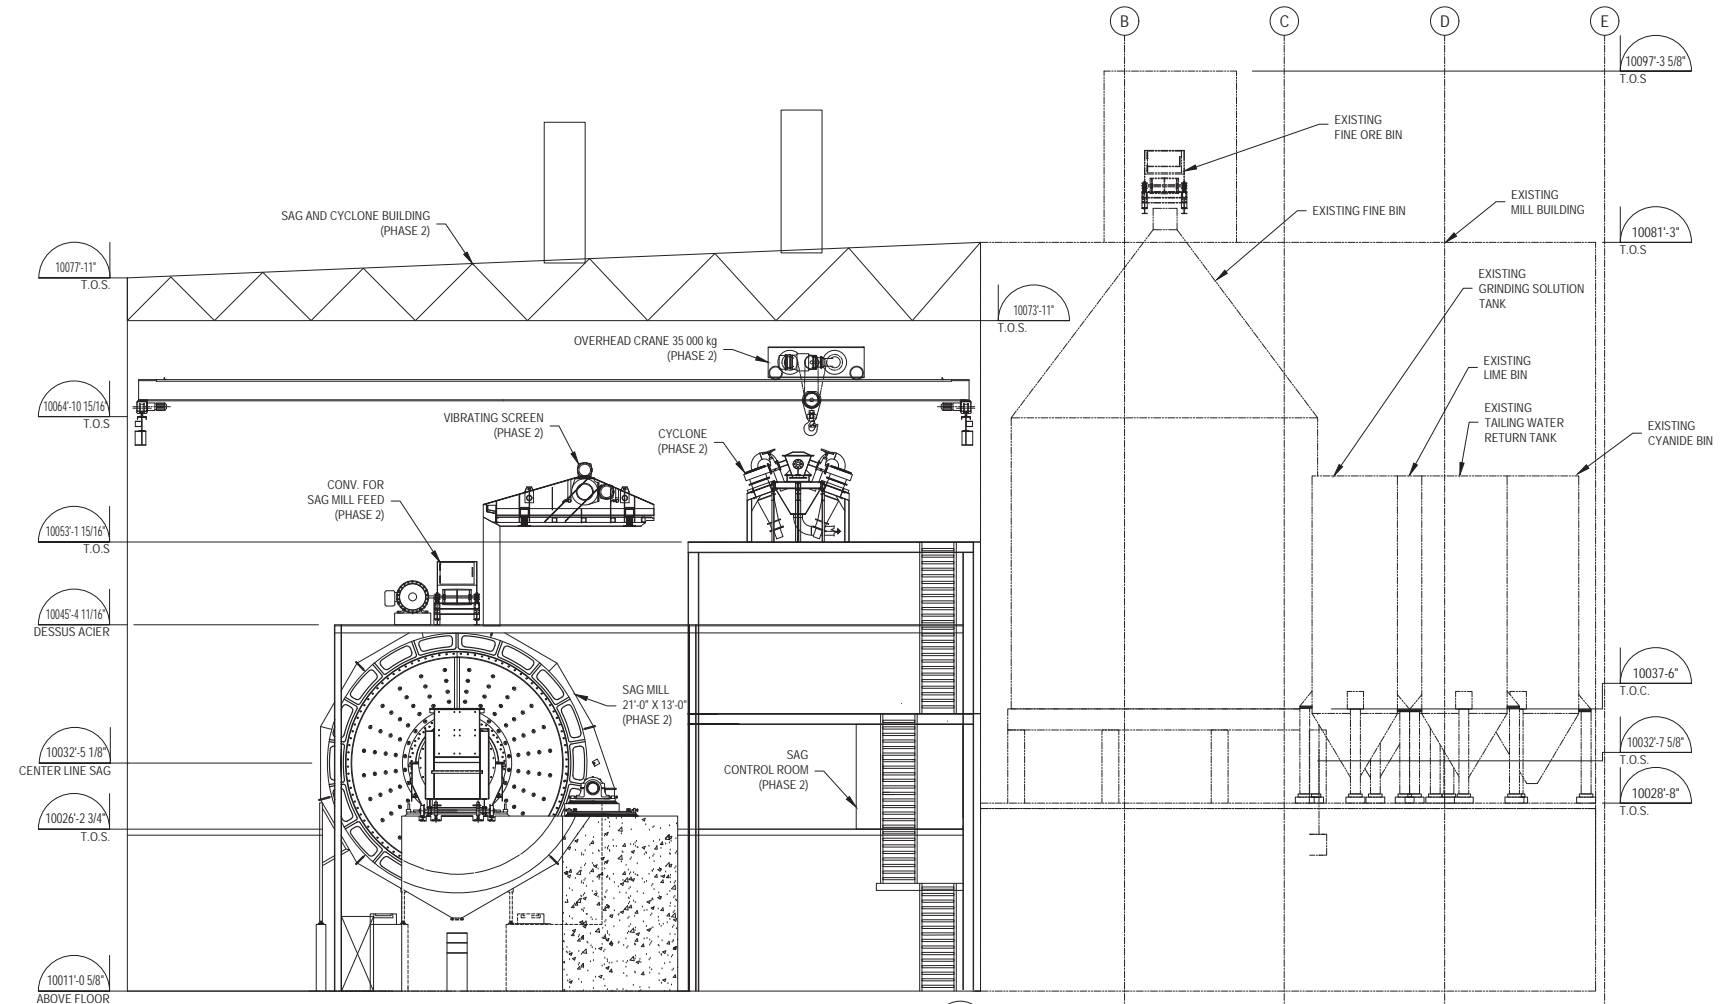 B
C
D
E
10097'-3 5/8"
T.O.S
EXISTING
FINE ORE BIN
EXISTING
MILL BUILDING
EXISTING FINE BIN
SAG AND CYCLONE BUILDING
(PHASE 2)
10081'-3"
T.O.S
10077'-11"
T.O.S.
EXISTING
GRINDING SOLUTION
TANK
10073'-11"
T.O.S.
OVERHEAD CRANE 35 000 kg
(PHASE 2)
EXISTING
LIME BIN
10064'-10 15/16"
T.O.S
VIBRATING SCREEN
(PHASE 2)
CYCLONE
(PHASE 2)
EXISTING
TAILING WATER
RETURN TANK
EXISTING
CYANIDE BIN
CONV. FOR
SAG MILL FEED
(PHASE 2)
10053'-1 15/16"
T.O.S
10045'-4 11/16"
DESSUS ACIER
10037-6"
T.O.C.
SAG MILL
21'-0" X 13'-0"
(PHASE 2)
10032'-5 1/8"
CENTER LINE SAG
SAG
CONTROL ROOM
(PHASE 2)
10032'-7 5/8"
T.O.S.
10028'-8"
T.O.S.
10026'-2 3/4"
T.O.S.
10011'-0 5/8"
ABOVE FLOOR